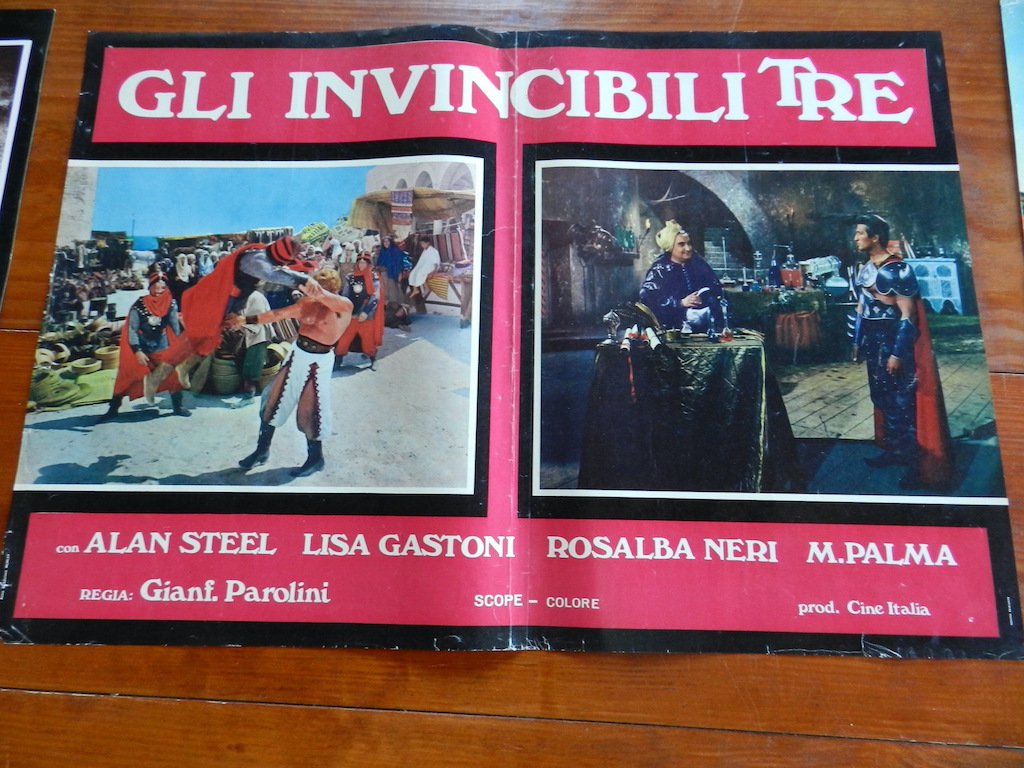 GLI INVINCIBILI TRE
con ALAN STEEL LISA GASTONI ROSALBA NERI M. PALMA
REGIA: Gianf. Parolini
SCOPE - COLORE
prod. Cine Italia